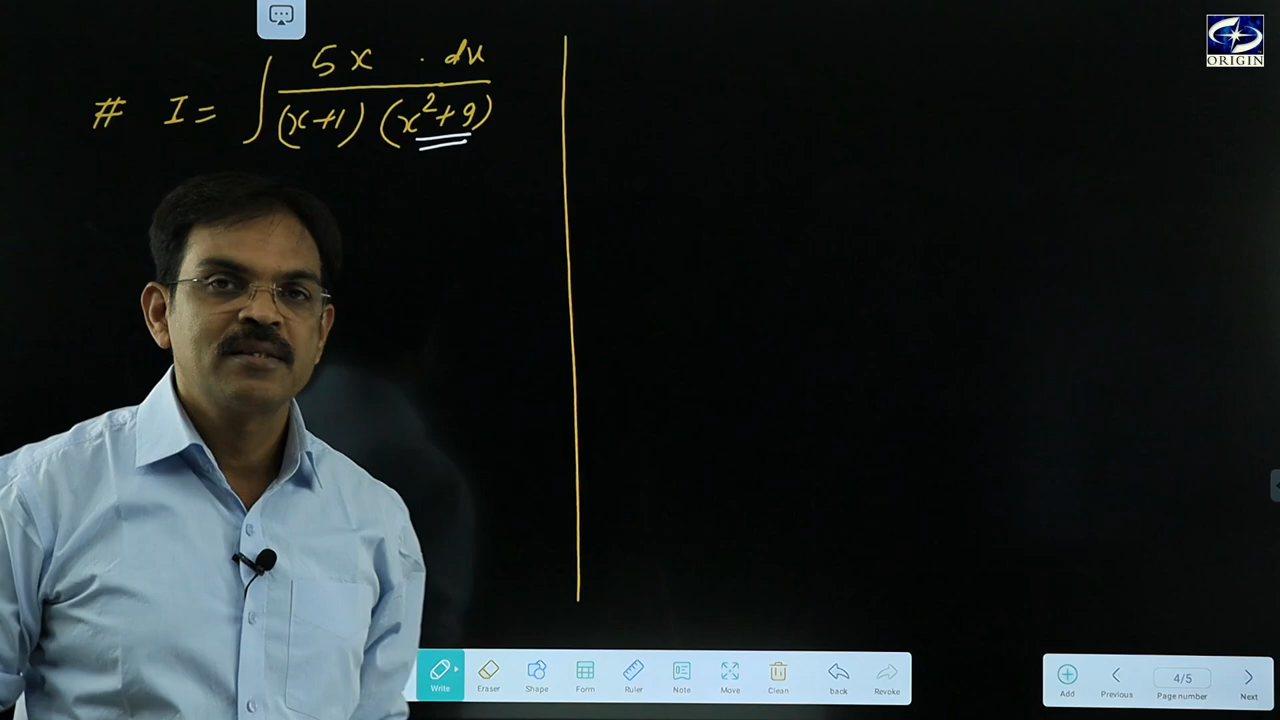 5x . dx
# I = ∫
(x+1) (x²+9)
ORIGIN
Write
Eraser
Shape
Form
Ruler
Note
Move
Clean
back
Revoke
Add
Previous
4/5
Page number
Next